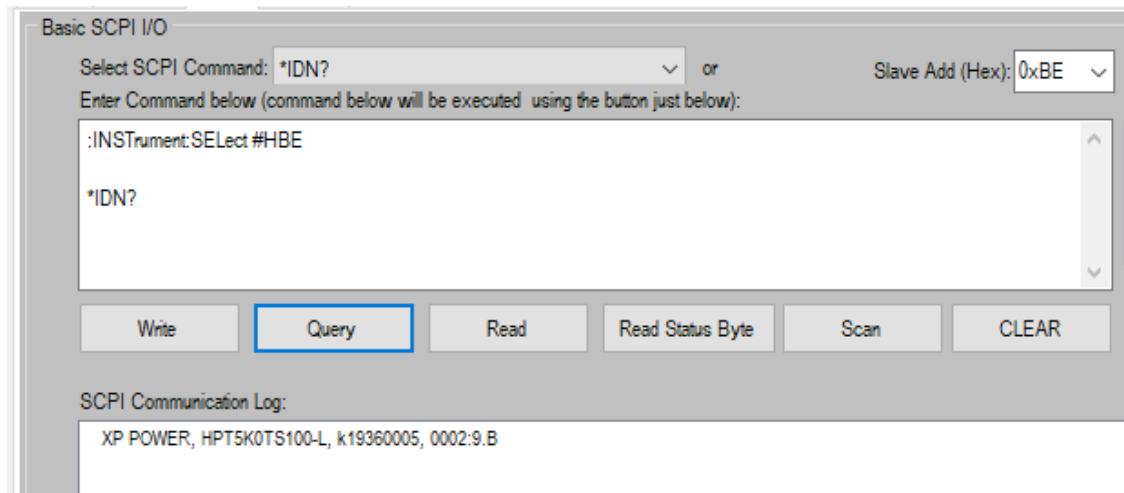 Basic SCPI I/O
Select SCPI Command: *IDN? or Slave Add (Hex): 0xBE
Enter Command below (command below will be executed using the button just below):
:INSTrument:SELect #HBE
*IDN?
Write Query Read Read Status Byte Scan CLEAR
SCPI Communication Log:
XP POWER, HPT5K0TS100-L, k19360005, 0002:9.B